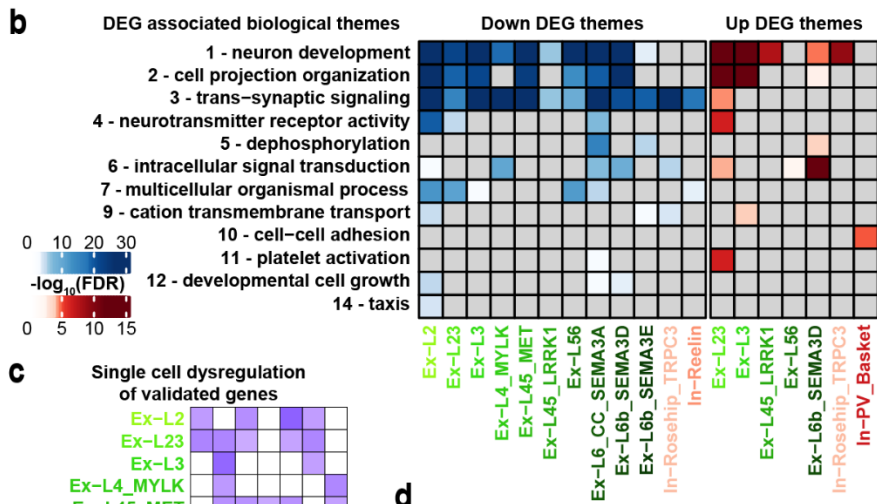 b
DEG associated biological themes
Down DEG themes
Up DEG themes
1 - neuron development
2 - cell projection organization
3 - trans-synaptic signaling
4 - neurotransmitter receptor activity
5 - dephosphorylation
6 - intracellular signal transduction
7 - multicellular organismal process
9 - cation transmembrane transport
10 - cell-cell adhesion
11 - platelet activation
12 - developmental cell growth
14 - taxis
0 10 20 30
-log10(FDR)
0 5 10 15
Ex-L2
Ex-L23
Ex-L3
Ex-L4_MYLK
Ex-L45_MET
Ex-L45_LRRK1
Ex-L56
Ex-L6_CC_SEMA3A
Ex-L6b_SEMA3D
Ex-L6b_SEMA3E
In-Rosehip_TRPC3
In-Reelin
Ex-L23
Ex-L3
Ex-L45_LRRK1
Ex-L56
Ex-L6b_SEMA3D
In-Rosehip_TRPC3
In-PV_Basket
c
Single cell dysregulation
of validated genes
Ex-L2
Ex-L23
Ex-L3
Ex-L4_MYLK
Ex-L45_MET
d